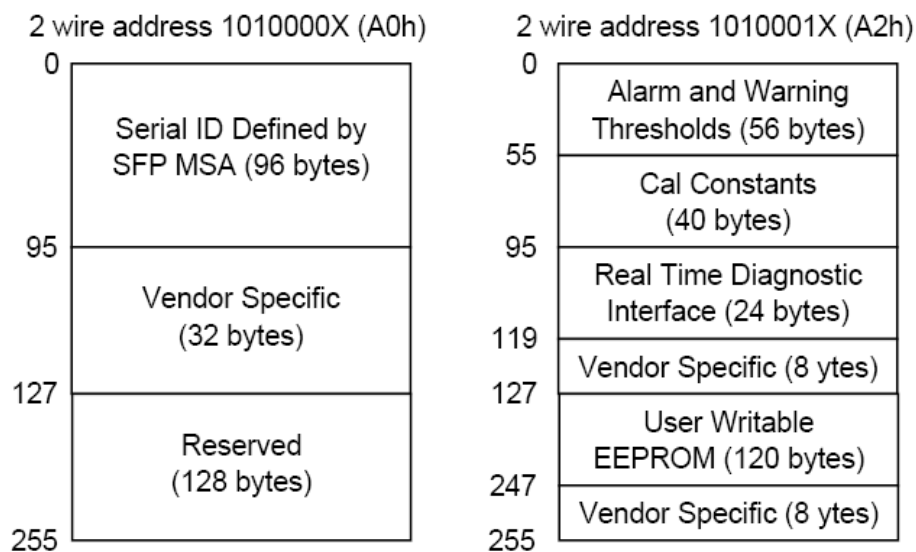 2 wire address 1010000X (A0h)
0
Serial ID Defined by
SFP MSA (96 bytes)
95
Vendor Specific
(32 bytes)
127
Reserved
(128 bytes)
255
2 wire address 1010001X (A2h)
0
Alarm and Warning
Thresholds (56 bytes)
55
Cal Constants
(40 bytes)
95
Real Time Diagnostic
Interface (24 bytes)
119
Vendor Specific (8 ytes)
127
User Writable
EEPROM (120 bytes)
247
Vendor Specific (8 ytes)
255